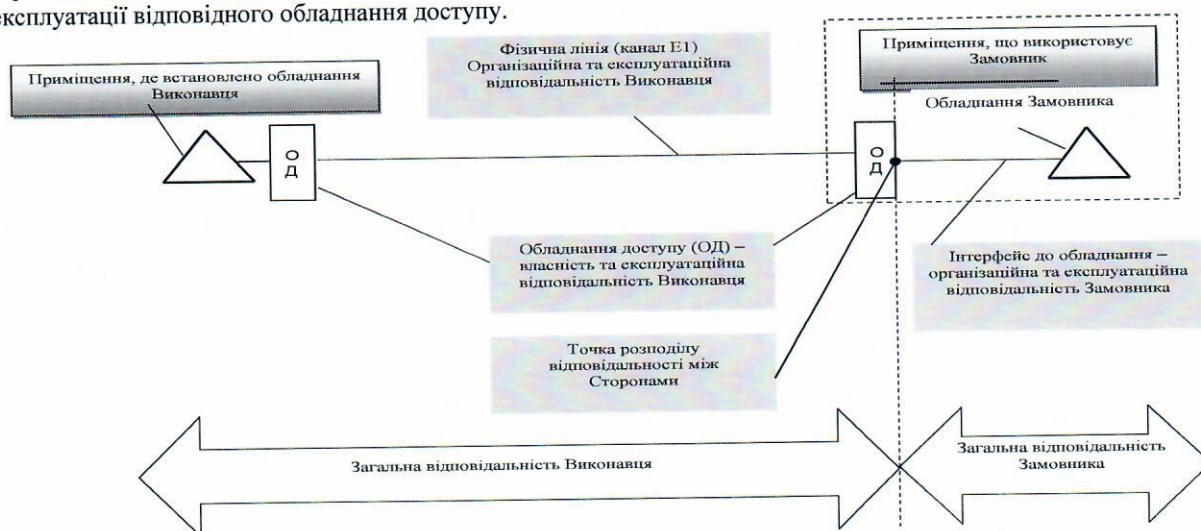 експлуатації відповідного обладнання доступу.
Фізична лінія (канал Е1)
Організаційна та експлуатаційна
відповідальність Виконавця
Приміщення, що використовує
Замовник
Приміщення, де встановлено обладнання
Виконавця
Обладнання Замовника
О
Д
О
Д
Обладнання доступу (ОД) –
власність та експлуатаційна
відповідальність Виконавця
Інтерфейс до обладнання –
організаційна та експлуатаційна
відповідальність Замовника
Точка розподілу
відповідальності між
Сторонами
Загальна відповідальність Виконавця
Загальна відповідальність
Замовника